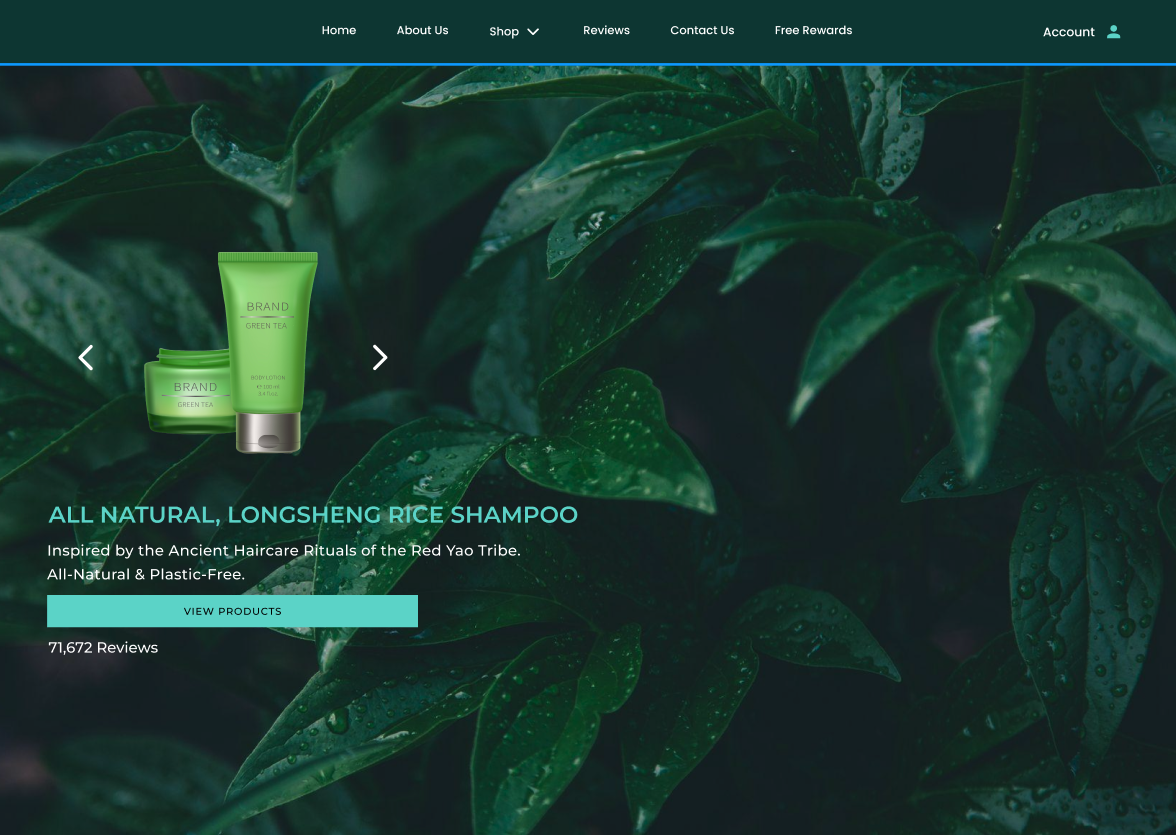 Home
About Us
Shop
Reviews
Contact Us
Free Rewards
Account
BRAND
GREEN TEA
BODY LOTION
BRAND
GREEN TEA
ALL NATURAL, LONGSHENG RICE SHAMPOO
Inspired by the Ancient Haircare Rituals of the Red Yao Tribe.
All-Natural & Plastic-Free.
VIEW PRODUCTS
71,672 Reviews